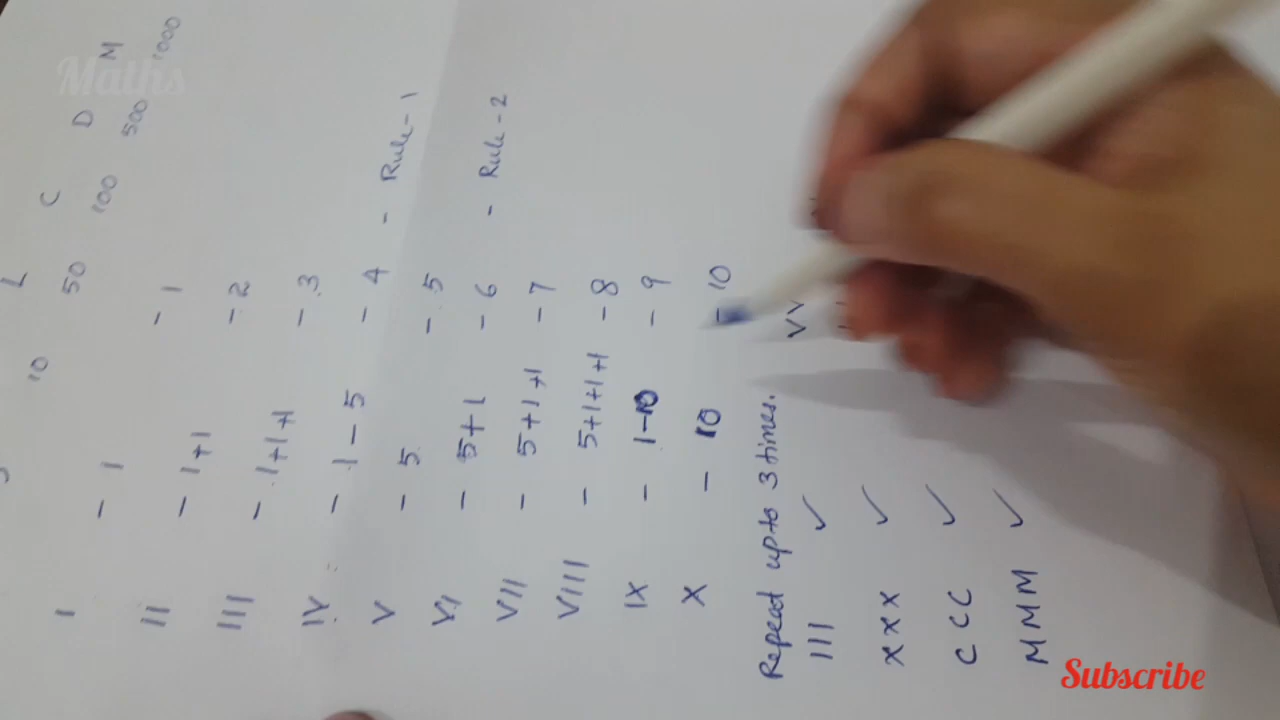 Maths
L C D M
10 50 100 500 1000
I - 1 - 1
II - 1+1 - 2
III - 1+1+1 - 3
IV - 1-5 - 4 - Rule-1
V - 5 - 5
VI - 5+1 - 6 - Rule-2
VII - 5+1+1 - 7
VIII - 5+1+1+1 - 8
IX - 1-10 - 9
X - 10 - 10
Repeat upto 3 times.
III ✓ VV
XXX ✓
CCC ✓
MMM ✓
Subscribe